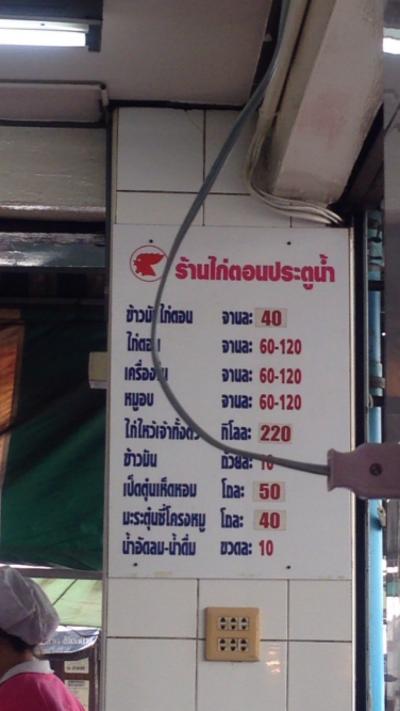 ร้านไก่ตอนประตูน้ำ
ข้าวมันไก่ตอน จานละ 40
ไก่ตอน จานละ 60-120
จานละ 60-120
หมูอบ จานละ 60-120
ไก่ไหว้เจ้าทั้งตัว กิโลละ 220
ข้าวมัน ถ้วยละ 10
เป็ดตุ๋นเห็ดหอม โถละ 50
มะระตุ๋นซี่โครงหมู โถละ 40
น้ำอัดลม-น้ำดื่ม ขวดละ 10